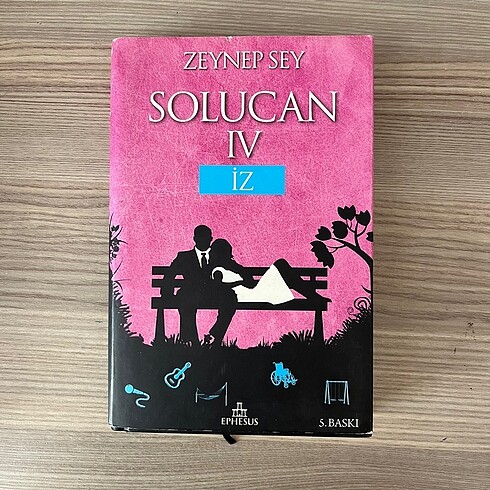 ZEYNEP SEY
SOLUCAN
IV
İZ
EPHESUS
5. BASKI